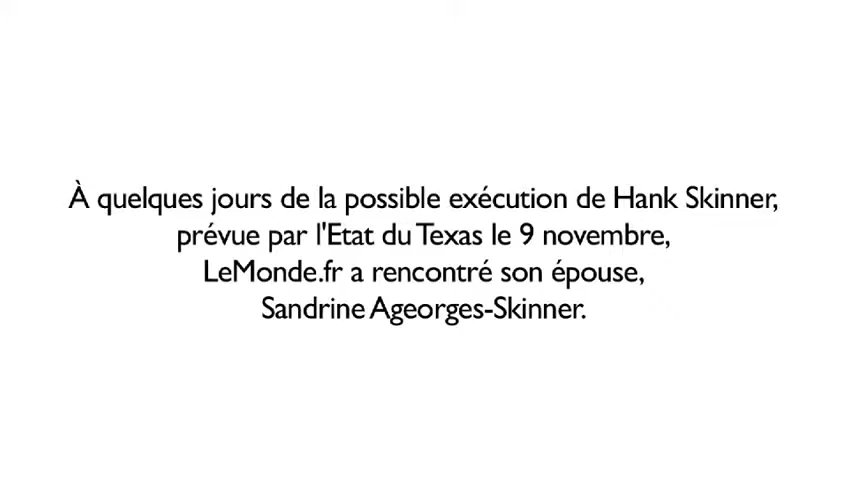 À quelques jours de la possible exécution de Hank Skinner,
prévue par l'Etat du Texas le 9 novembre,
LeMonde.fr a rencontré son épouse,
Sandrine Ageorges-Skinner.